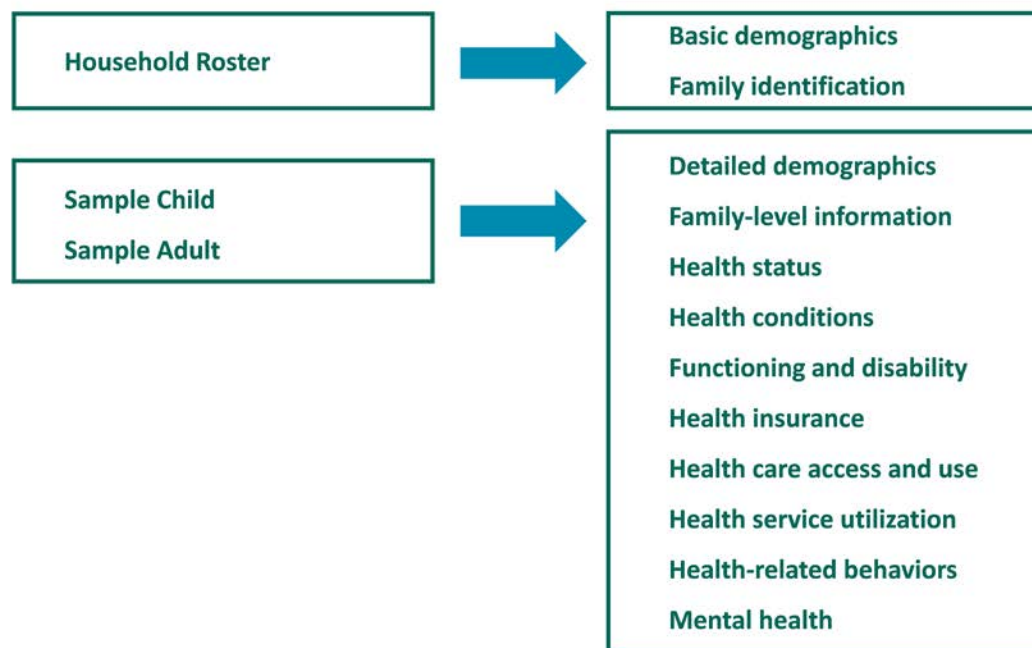 Household Roster
Basic demographics
Family identification
Sample Child
Sample Adult
Detailed demographics
Family-level information
Health status
Health conditions
Functioning and disability
Health insurance
Health care access and use
Health service utilization
Health-related behaviors
Mental health